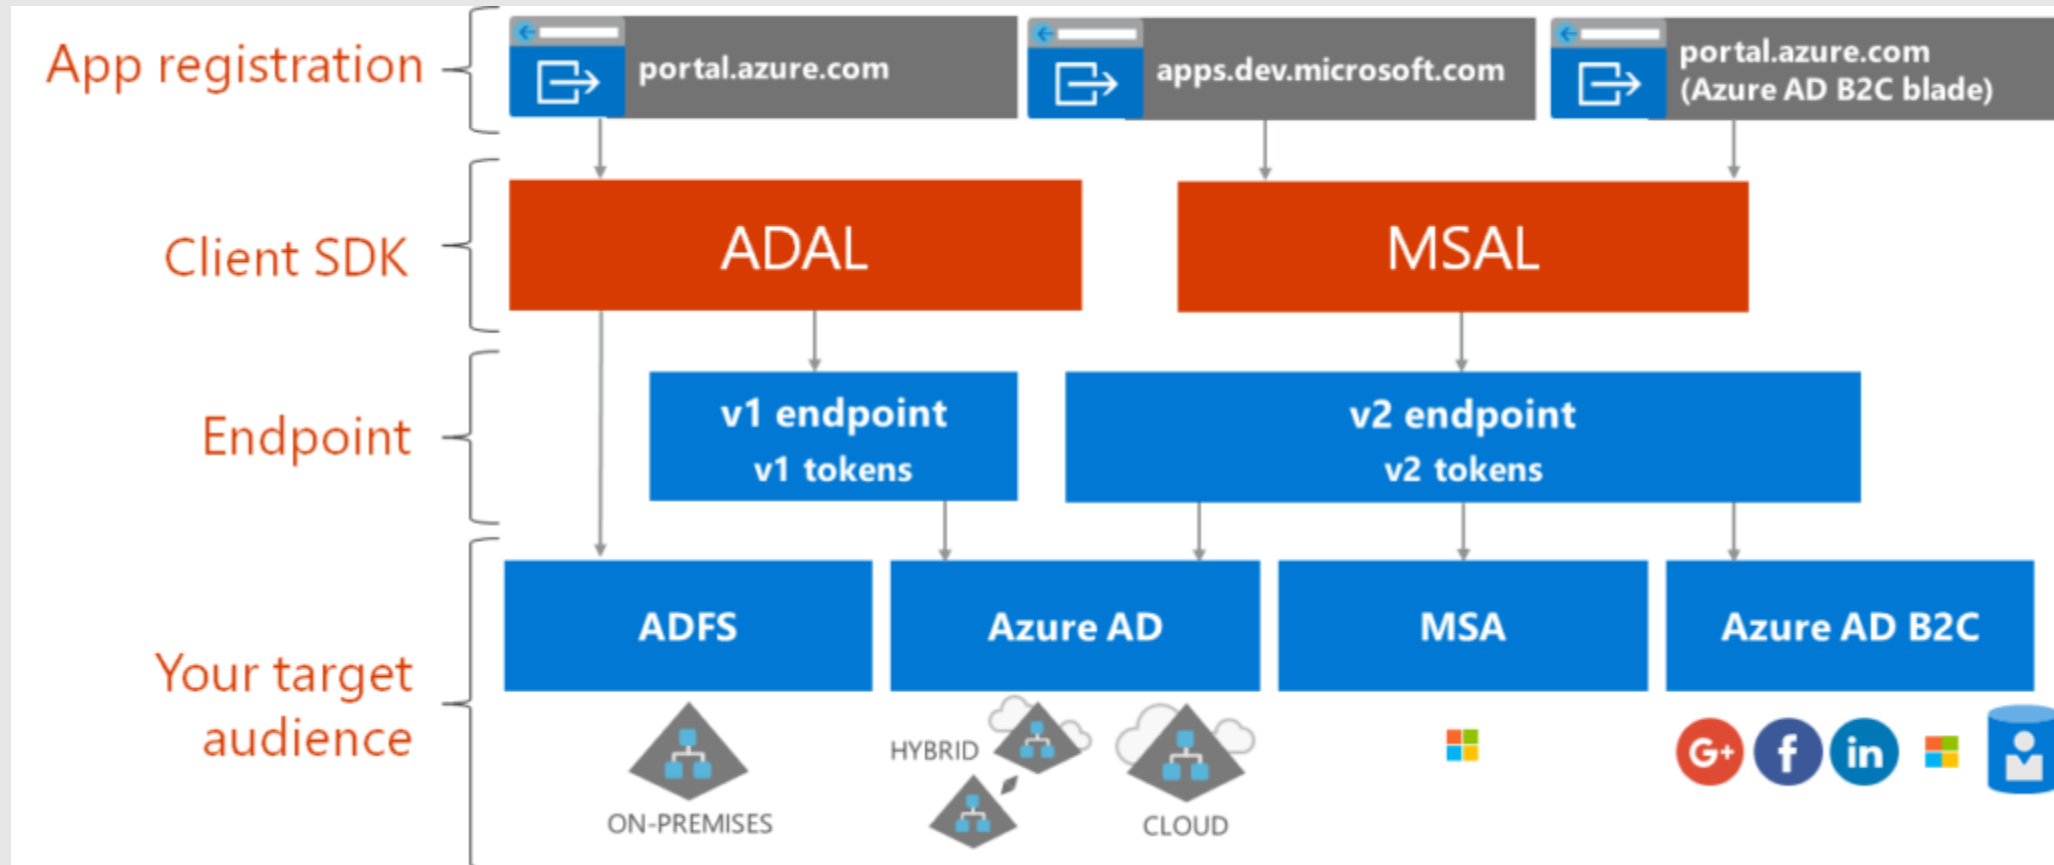 App registration
portal.azure.com
apps.dev.microsoft.com
portal.azure.com
(Azure AD B2C blade)
Client SDK
ADAL
MSAL
Endpoint
v1 endpoint
v1 tokens
v2 endpoint
v2 tokens
Your target
audience
ADFS
Azure AD
MSA
Azure AD B2C
ON-PREMISES
HYBRID
CLOUD
G+
f
in